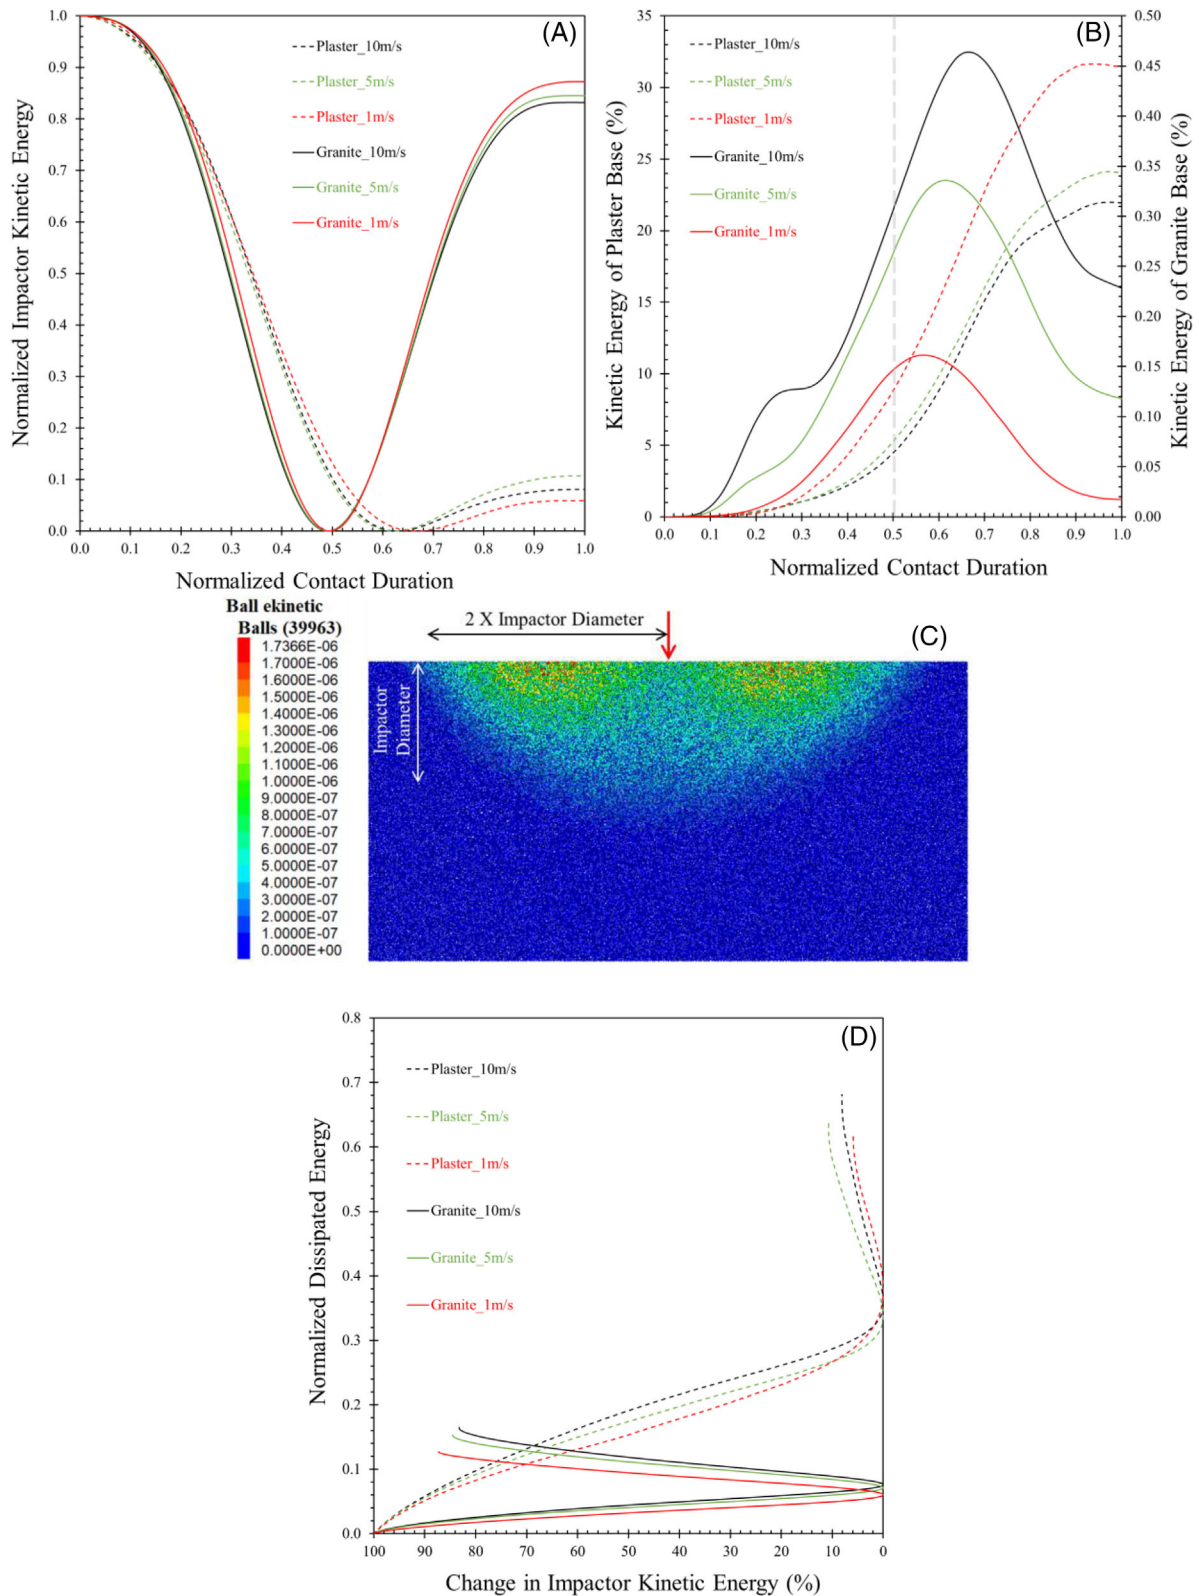 (A)
Normalized Impactor Kinetic Energy
1.0
0.9
0.8
0.7
0.6
0.5
0.4
0.3
0.2
0.1
0.0
Plaster_10m/s
Plaster_5m/s
Plaster_1m/s
Granite_10m/s
Granite_5m/s
Granite_1m/s
0.0 0.1 0.2 0.3 0.4 0.5 0.6 0.7 0.8 0.9 1.0
Normalized Contact Duration
(B)
Kinetic Energy of Plaster Base (%)
35
30
25
20
15
10
5
0
Plaster_10m/s
Plaster_5m/s
Plaster_1m/s
Granite_10m/s
Granite_5m/s
Granite_1m/s
0.50
0.45
0.40
0.35
0.30
0.25
0.20
0.15
0.10
0.05
0.00
Kinetic Energy of Granite Base (%)
0.0 0.1 0.2 0.3 0.4 0.5 0.6 0.7 0.8 0.9 1.0
Normalized Contact Duration
Ball ekinetic
Balls (39963)
1.7366E-06
1.7000E-06
1.6000E-06
1.5000E-06
1.4000E-06
1.3000E-06
1.2000E-06
1.1000E-06
1.0000E-06
9.0000E-07
8.0000E-07
7.0000E-07
6.0000E-07
5.0000E-07
4.0000E-07
3.0000E-07
2.0000E-07
1.0000E-07
0.0000E+00
2 X Impactor Diameter
(C)
Impactor
Diameter
(D)
Normalized Dissipated Energy
0.8
0.7
0.6
0.5
0.4
0.3
0.2
0.1
0.0
Plaster_10m/s
Plaster_5m/s
Plaster_1m/s
Granite_10m/s
Granite_5m/s
Granite_1m/s
100 90 80 70 60 50 40 30 20 10 0
Change in Impactor Kinetic Energy (%)